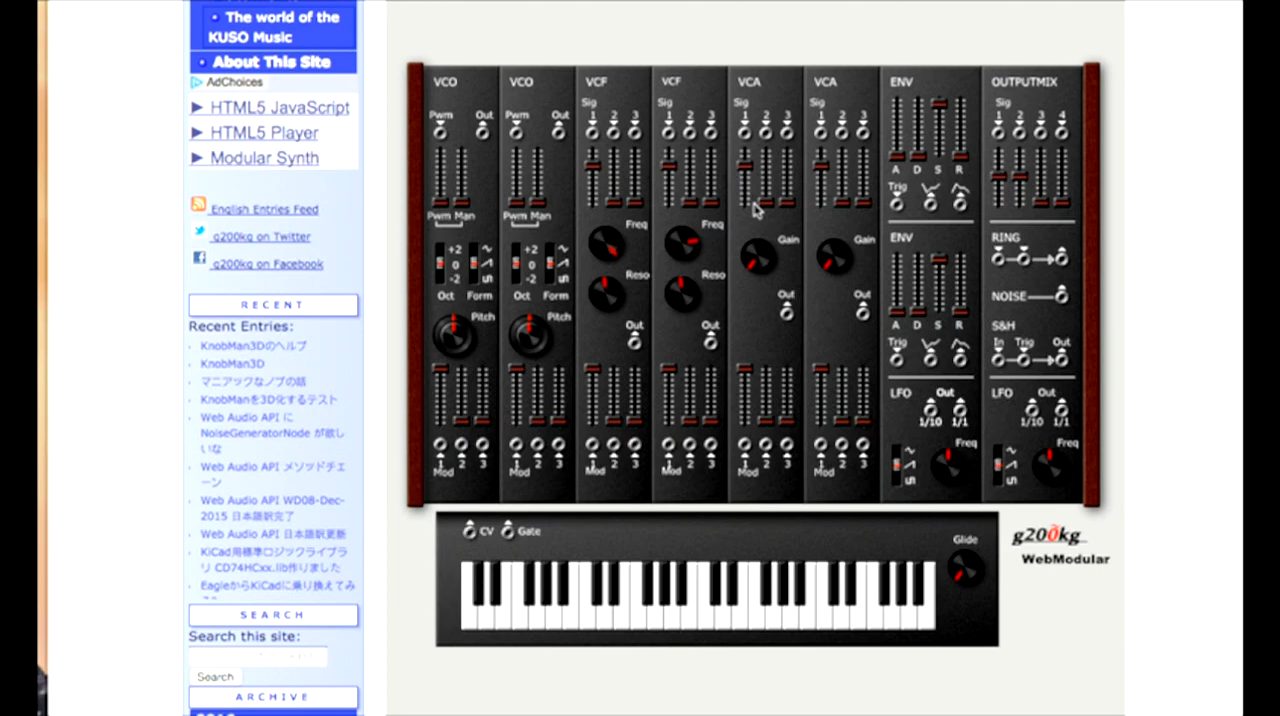 The world of the
KUSO Music
About This Site
AdChoices
HTML5 JavaScript
HTML5 Player
Modular Synth
English Entries Feed
g200kg on Twitter
g200kg on Facebook
RECENT
Recent Entries:
KnobMan3Dのヘルプ
KnobMan3D
マニアックなノブの話
KnobManを3D化するテスト
Web Audio API に
NoiseGeneratorNode が欲し
いな
Web Audio API メソッドチェ
ーン
Web Audio API WD08-Dec-
2015 日本語訳完了
Web Audio API 日本語訳更新
KiCad用標準ロジックライブラ
リ CD74HCxx.lib作りました
EagleからKiCadに乗り換えてみ
SEARCH
Search this site:
Search
ARCHIVE
VCO VCO VCF VCF VCA VCA ENV OUTPUTMIX
Sig Sig Sig Sig Sig
Pwm Out Pwm Out 1 2 3 1 2 3 1 2 3 1 2 3 1 2 3 4
A D S R
Trig
Pwm Man Pwm Man
Freq Freq Gain Gain ENV RING
+2 +2
0 0
-2 -2
Reso Reso
Oct Form Oct Form Out Out NOISE
Pitch Pitch Out Out A D S R S&H
Trig In Trig Out
LFO Out LFO Out
1/10 1/1 1/10 1/1
Freq Freq
1 2 3 1 2 3 1 2 3 1 2 3 1 2 3 1 2 3
Mod Mod Mod Mod Mod Mod
CV Gate Glide
g200kg
WebModular